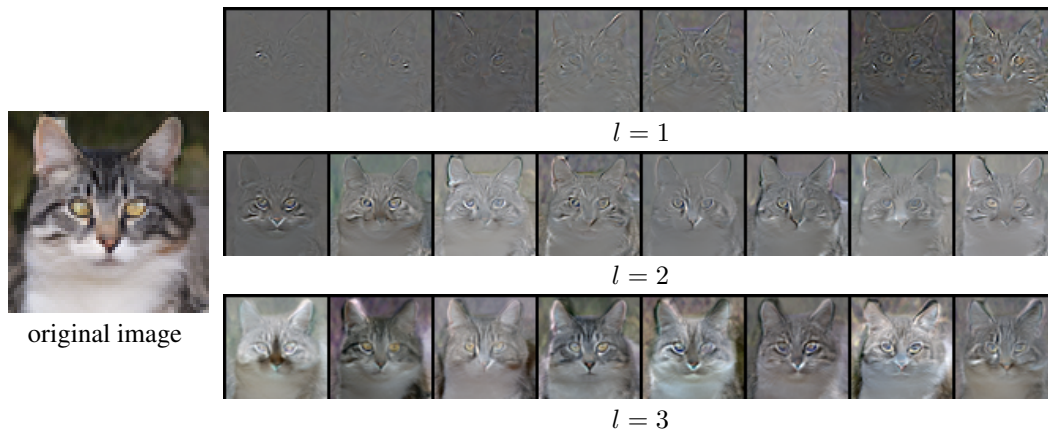 l = 1
l = 2
original image
l = 3